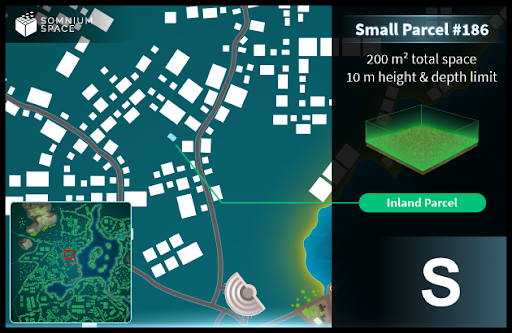 SOMNIUM
SPACE
Small Parcel #186
200 m² total space
10 m height & depth limit
Inland Parcel
S